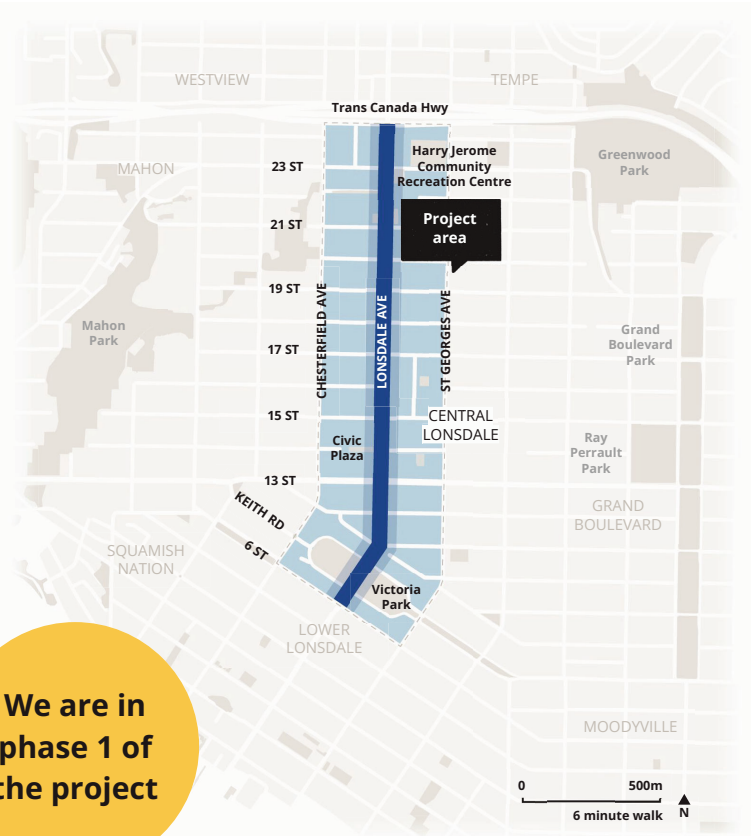 WESTVIEW
TEMPE
Trans Canada Hwy
Harry Jerome
Community
Recreation Centre
MAHON
23 ST
Greenwood
Park
21 ST
Project
area
19 ST
CHESTERFIELD AVE
LONSDALE AVE
ST GEORGES AVE
Mahon
Park
Grand
Boulevard
Park
17 ST
15 ST
CENTRAL
LONSDALE
Civic
Plaza
Ray
Perrault
Park
13 ST
KEITH RD
GRAND
BOULEVARD
6 ST
SQUAMISH
NATION
Victoria
Park
LOWER
LONSDALE
We are in
phase 1 of
the project
MOODYVILLE
0 500m
6 minute walk
N